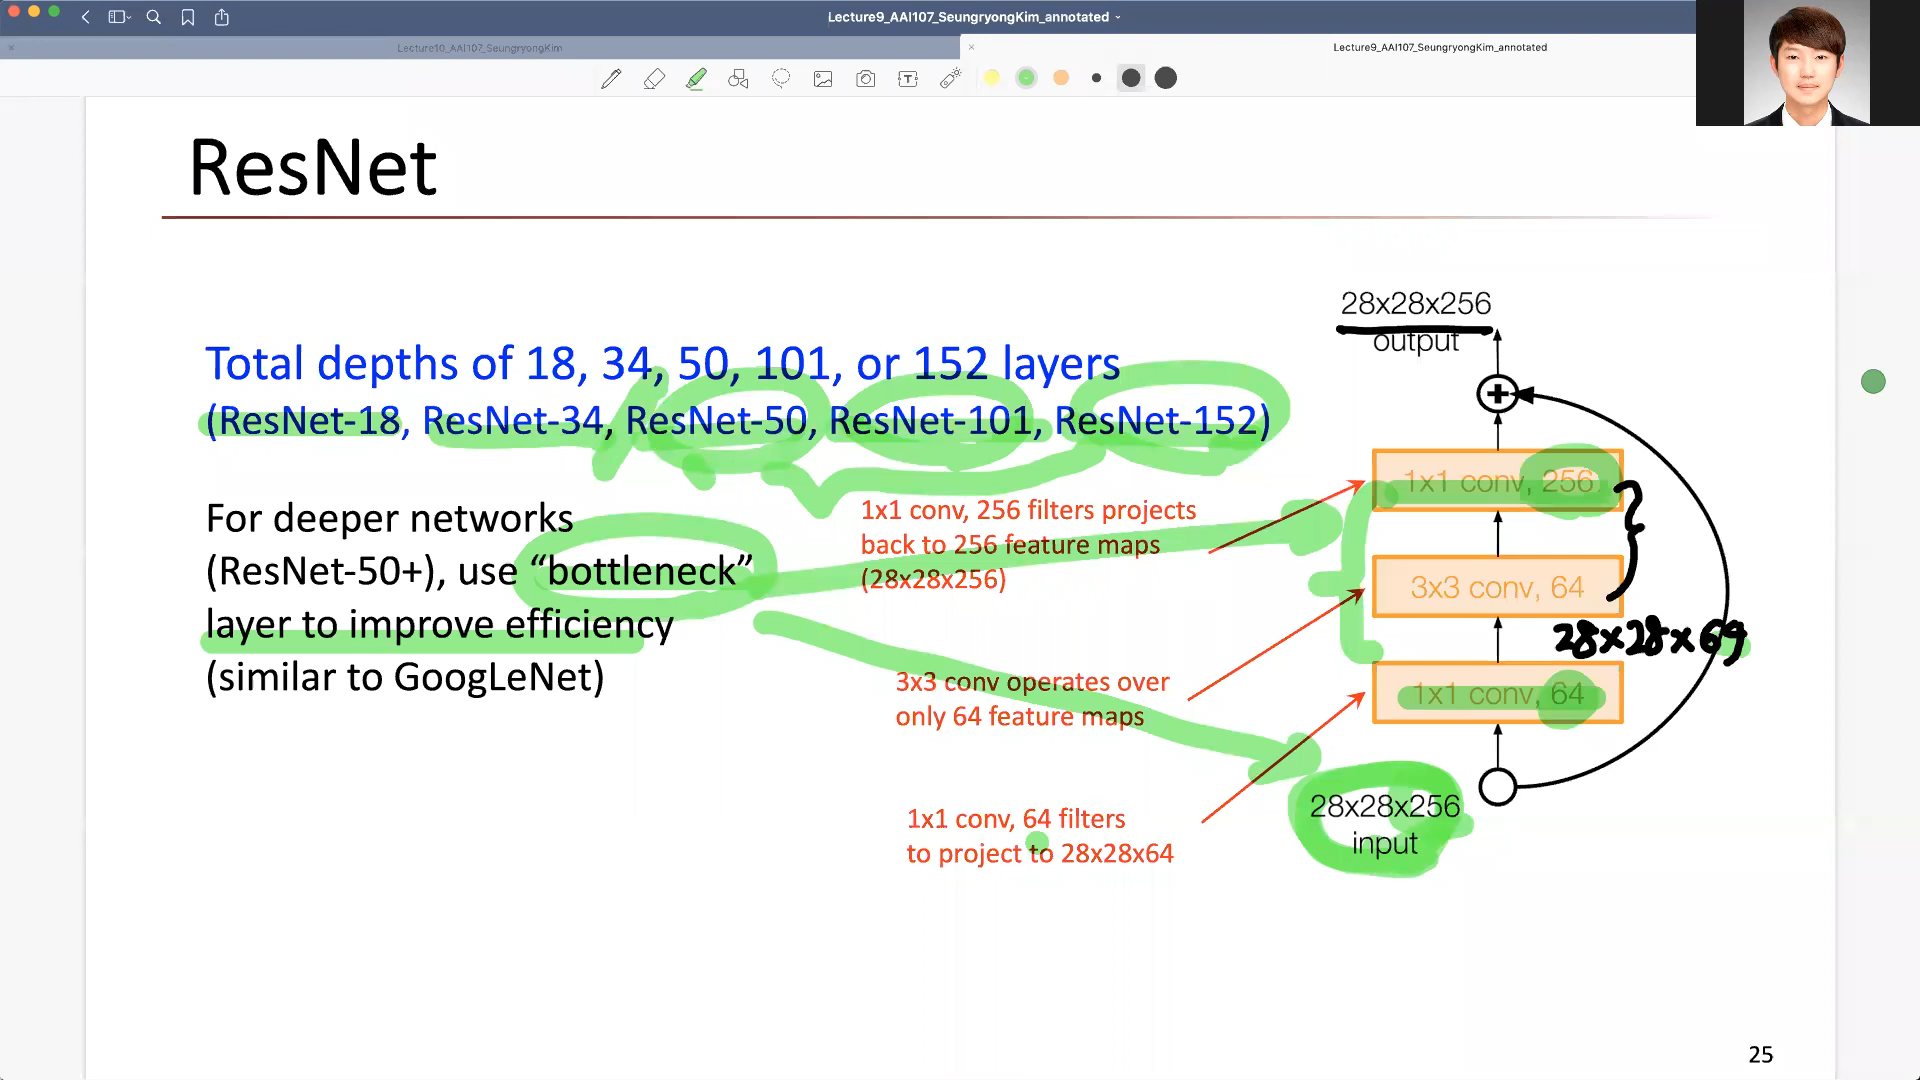 Lecture9_AAI107_SeungryongKim_annotated
Lecture10_AAI107_SeungryongKim
Lecture9_AAI107_SeungryongKim_annotated
ResNet
Total depths of 18, 34, 50, 101, or 152 layers
(ResNet-18, ResNet-34, ResNet-50, ResNet-101, ResNet-152)
For deeper networks
(ResNet-50+), use “bottleneck”
layer to improve efficiency
(similar to GoogLeNet)
1x1 conv, 256 filters projects
back to 256 feature maps
(28x28x256)
3x3 conv operates over
only 64 feature maps
1x1 conv, 64 filters
to project to 28x28x64
28x28x256
output
1x1 conv, 256
3x3 conv, 64
28x28x64
1x1 conv, 64
28x28x256
input
25